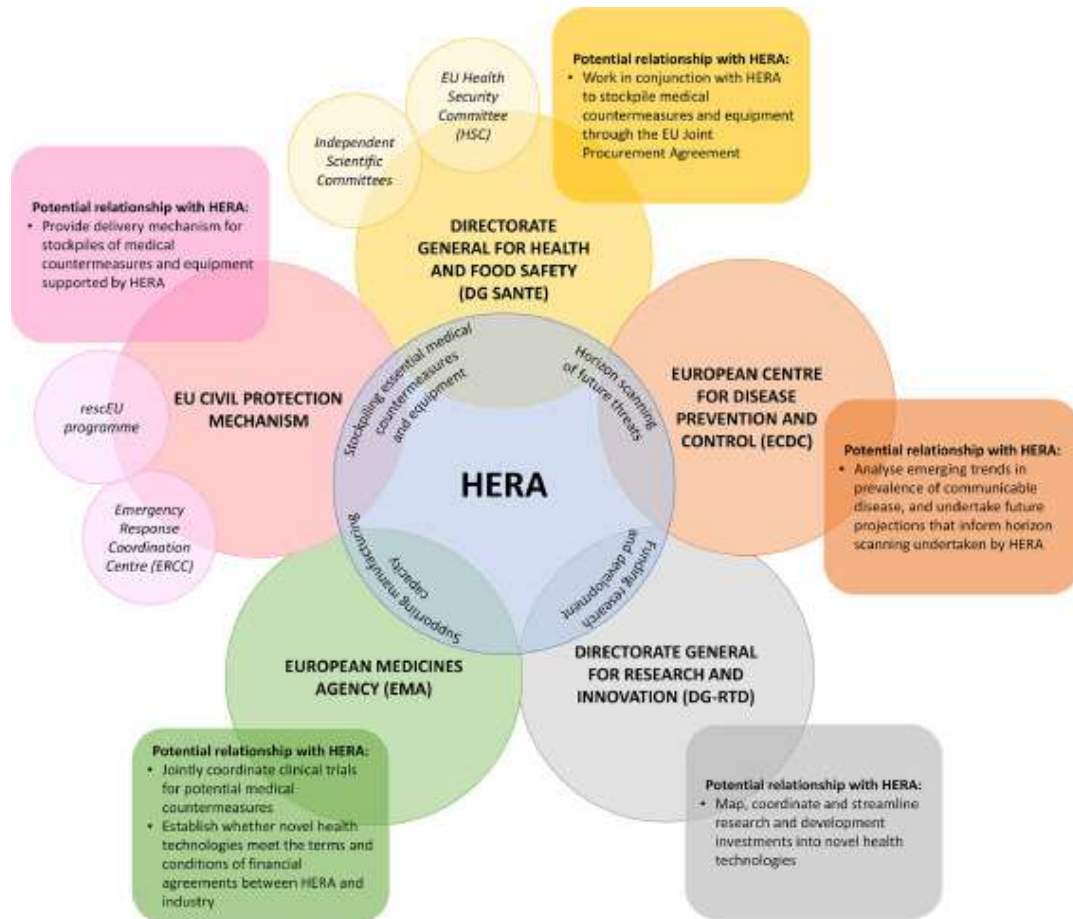 Potential relationship with HERA:
• Work in conjunction with HERA
to stockpile medical
countermeasures and equipment
through the EU Joint
Procurement Agreement
EU Health
Security
Committee
(HSC)
Independent
Scientific
Committees
Potential relationship with HERA:
• Provide delivery mechanism for
stockpiles of medical
countermeasures and equipment
supported by HERA
DIRECTORATE
GENERAL FOR HEALTH
AND FOOD SAFETY
(DG SANTE)
Stockpiling essential medical
countermeasures
and equipment
Horizon Scanning
of future threats
EU CIVIL PROTECTION
MECHANISM
rescEU
programme
Emergency
Response
Coordination
Centre (ERCC)
HERA
EUROPEAN CENTRE
FOR DISEASE
PREVENTION AND
CONTROL (ECDC)
Potential relationship with HERA:
• Analyse emerging trends in
prevalence of communicable
disease, and undertake future
projections that inform horizon
scanning undertaken by HERA
Supporting manufacturing
capacity
Funding research
and development
EUROPEAN MEDICINES
AGENCY (EMA)
DIRECTORATE GENERAL
FOR RESEARCH AND
INNOVATION (DG-RTD)
Potential relationship with HERA:
• Jointly coordinate clinical trials
for potential medical
countermeasures
• Establish whether novel health
technologies meet the terms and
conditions of financial
agreements between HERA and
industry
Potential relationship with HERA:
• Map, coordinate and streamline
research and development
investments into novel health
technologies